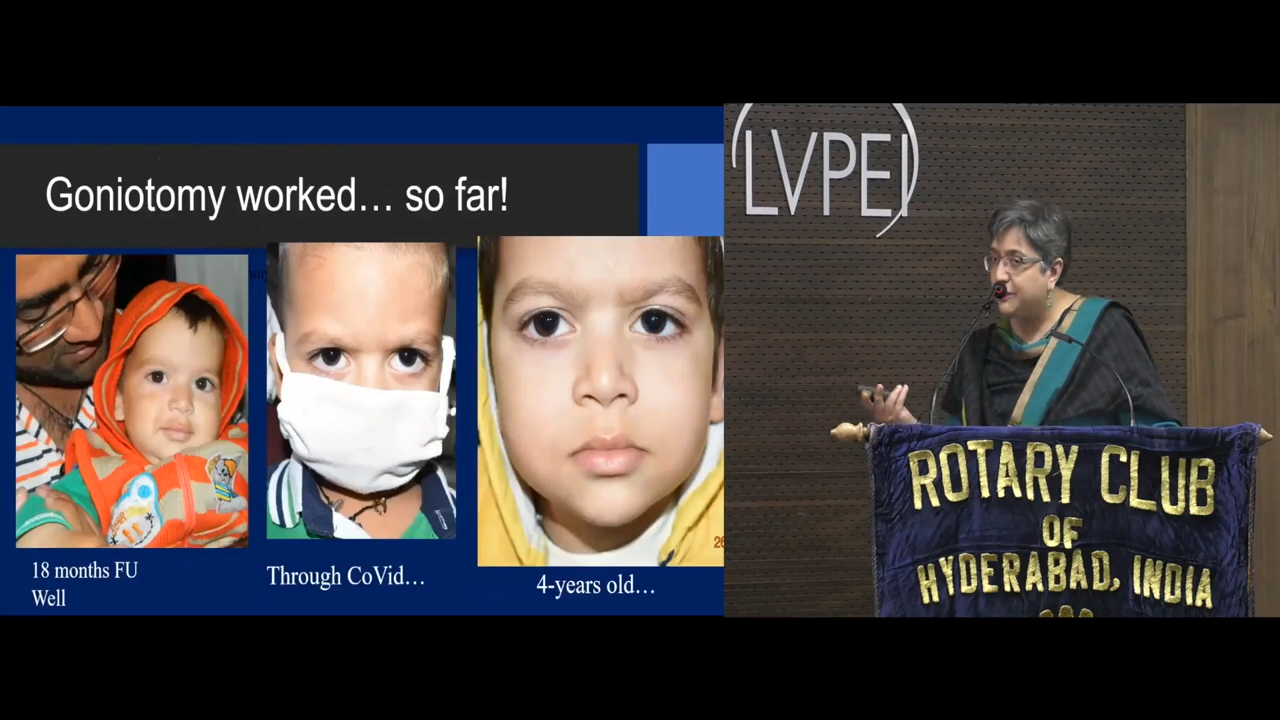 Goniotomy worked... so far!
18 months FU
Well
Through CoVid...
4-years old...
LVPEI
ROTARY CLUB
OF
HYDERABAD, INDIA